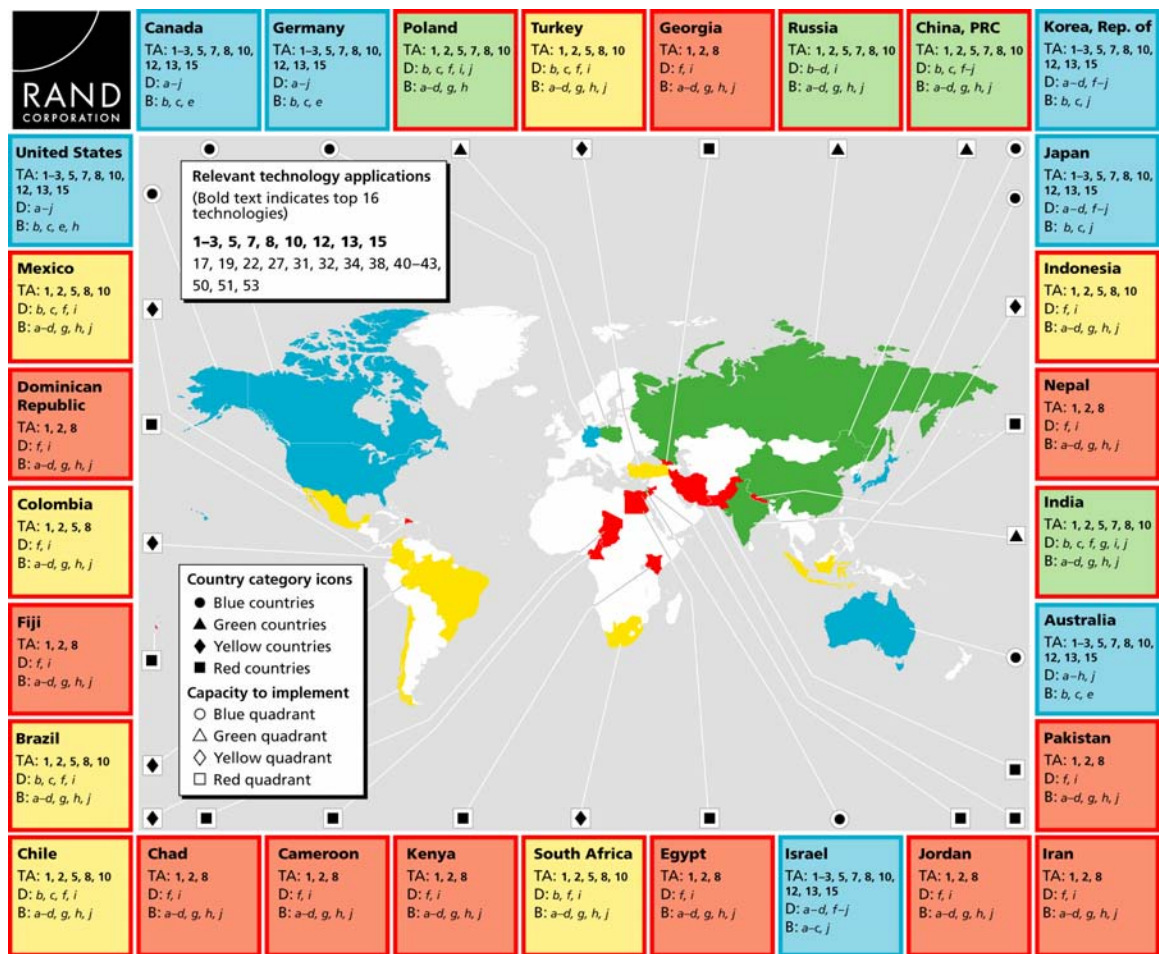 RAND
CORPORATION
Canada
TA: 1–3, 5, 7, 8, 10,
12, 13, 15
D: a–j
B: b, c, e
Germany
TA: 1–3, 5, 7, 8, 10,
12, 13, 15
D: a–j
B: b, c, e
Poland
TA: 1, 2, 5, 7, 8, 10
D: b, c, f, i, j
B: a–d, g, h
Turkey
TA: 1, 2, 5, 8, 10
D: b, c, f, i
B: a–d, g, h, j
Georgia
TA: 1, 2, 8
D: f, i
B: a–d, g, h, j
Russia
TA: 1, 2, 5, 7, 8, 10
D: b–d, i
B: a–d, g, h, j
China, PRC
TA: 1, 2, 5, 7, 8, 10
D: b, c, f–j
B: a–d, g, h, j
Korea, Rep. of
TA: 1–3, 5, 7, 8, 10,
12, 13, 15
D: a–d, f–j
B: b, c, j
United States
TA: 1–3, 5, 7, 8, 10,
12, 13, 15
D: a–j
B: b, c, e, h
Relevant technology applications
(Bold text indicates top 16
technologies)
1–3, 5, 7, 8, 10, 12, 13, 15
17, 19, 22, 27, 31, 32, 34, 38, 40–43,
50, 51, 53
Japan
TA: 1–3, 5, 7, 8, 10,
12, 13, 15
D: a–d, f–j
B: b, c, j
Mexico
TA: 1, 2, 5, 8, 10
D: b, c, f, i
B: a–d, g, h, j
Indonesia
TA: 1, 2, 5, 8, 10
D: f, i
B: a–d, g, h, j
Dominican
Republic
TA: 1, 2, 8
D: f, i
B: a–d, g, h, j
Nepal
TA: 1, 2, 8
D: f, i
B: a–d, g, h, j
Colombia
TA: 1, 2, 5, 8
D: f, i
B: a–d, g, h, j
India
TA: 1, 2, 5, 7, 8, 10
D: b, c, f, g, i, j
B: a–d, g, h, j
Country category icons
Blue countries
Green countries
Yellow countries
Red countries
Capacity to implement
Blue quadrant
Green quadrant
Yellow quadrant
Red quadrant
Fiji
TA: 1, 2, 8
D: f, i
B: a–d, g, h, j
Australia
TA: 1–3, 5, 7, 8, 10,
12, 13, 15
D: a–h, j
B: b, c, e
Brazil
TA: 1, 2, 5, 8, 10
D: b, c, f, i
B: a–d, g, h, j
Pakistan
TA: 1, 2, 8
D: f, i
B: a–d, g, h, j
Chile
TA: 1, 2, 5, 8, 10
D: b, c, f, i
B: a–d, g, h, j
Chad
TA: 1, 2, 8
D: f, i
B: a–d, g, h, j
Cameroon
TA: 1, 2, 8
D: f, i
B: a–d, g, h, j
Kenya
TA: 1, 2, 8
D: f, i
B: a–d, g, h, j
South Africa
TA: 1, 2, 5, 8, 10
D: b, f, i
B: a–d, g, h, j
Egypt
TA: 1, 2, 8
D: f, i
B: a–d, g, h, j
Israel
TA: 1–3, 5, 7, 8, 10,
12, 13, 15
D: a–d, f–j
B: a–c, j
Jordan
TA: 1, 2, 8
D: f, i
B: a–d, g, h, j
Iran
TA: 1, 2, 8
D: f, i
B: a–d, g, h, j